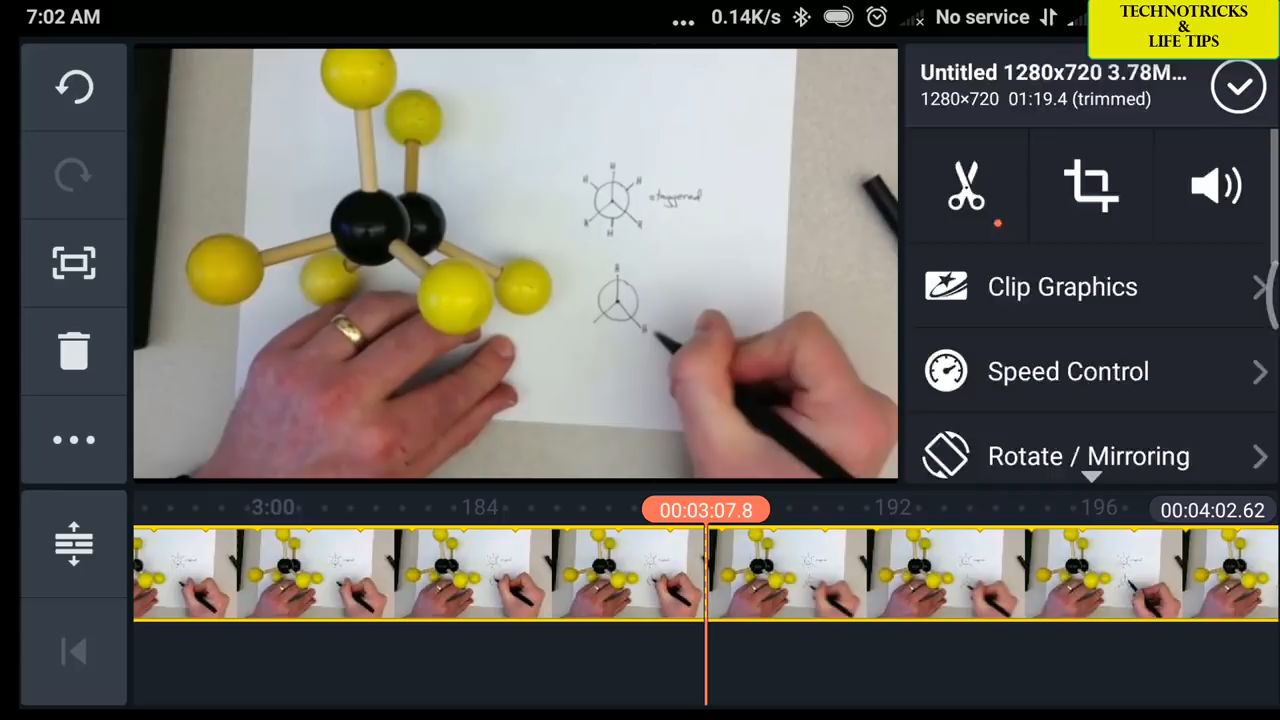 7:02 AM
... 0.14K/s No service
TECHNOTRICKS
&
LIFE TIPS
Untitled 1280x720 3.78M...
1280×720 01:19.4 (trimmed)
H
H H
staggered
H
Clip Graphics
Speed Control
Rotate / Mirroring
3:00 184 00:03:07.8 192 196 00:04:02.62